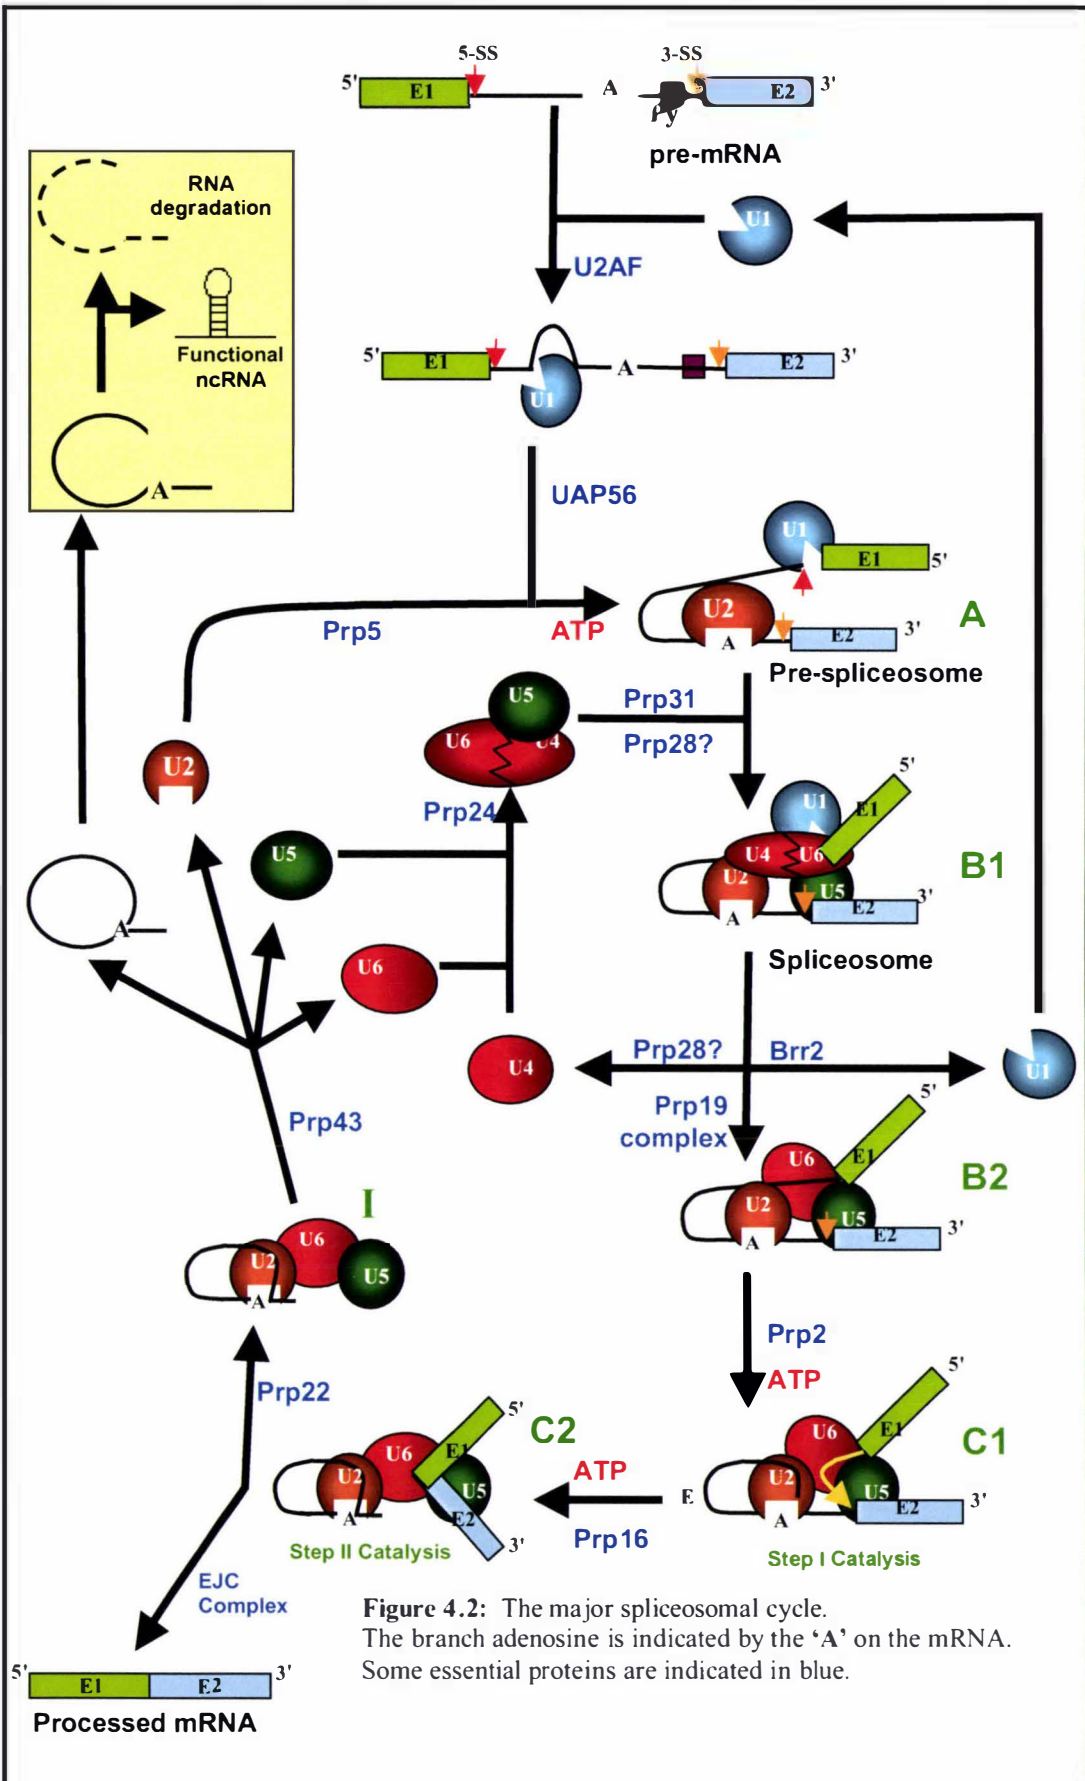 5-SS
3-SS
5'
E1
A
E2
3'
Py
pre-mRNA
RNA
degradation
U1
U2AF
Functional
ncRNA
5'
E1
U1
A
E2
3'
A
UAP56
U1
E1
5'
U2
A
E2
3'
A
Prp5
ATP
Pre-spliceosome
U5
U6
U4
Prp31
Prp28?
U2
Prp24
5'
U1
E1
U4
U6
U2
U5
A
E2
3'
B1
U5
A
U6
Spliceosome
U4
Prp28?
Brr2
U1
Prp19
complex
5'
Prp43
U6
E1
U2
U5
A
E2
3'
B2
I
U6
U2
U5
A
Prp2
ATP
Prp22
5'
C2
U6
E1
U2
U5
A
E2
3'
Step II Catalysis
ATP
Prp16
E
5'
U6
E1
C1
U2
U5
A
E2
3'
Step I Catalysis
EJC
Complex
Figure 4.2: The major spliceosomal cycle.
The branch adenosine is indicated by the 'A' on the mRNA.
Some essential proteins are indicated in blue.
5'
E1
E2
3'
Processed mRNA